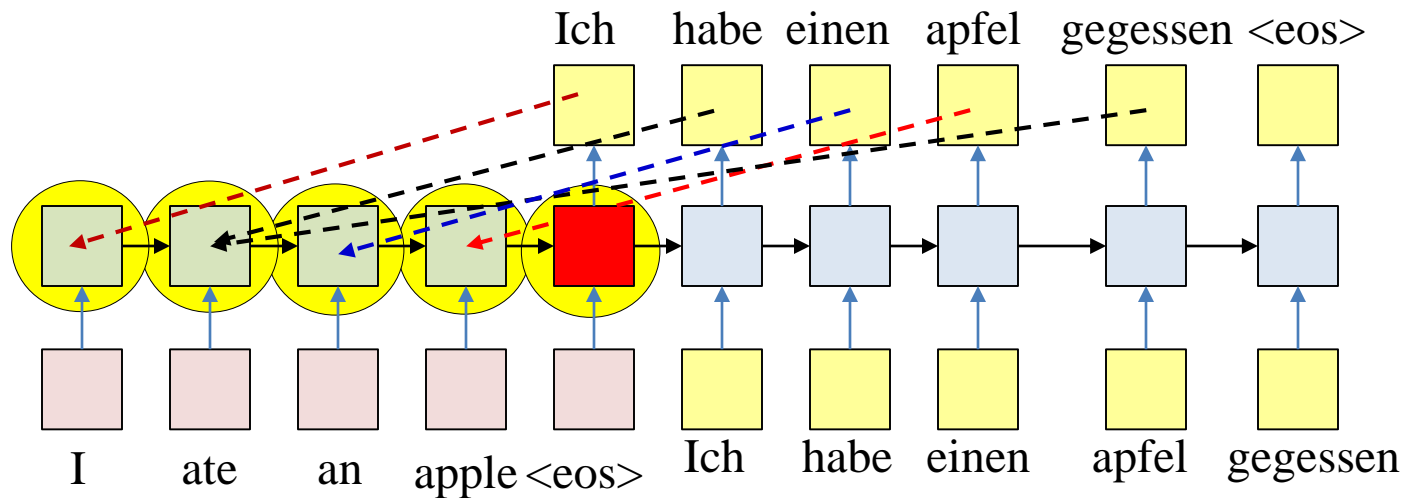 Ich habe einen apfel gegessen <eos>
I ate an apple <eos> Ich habe einen apfel gegessen